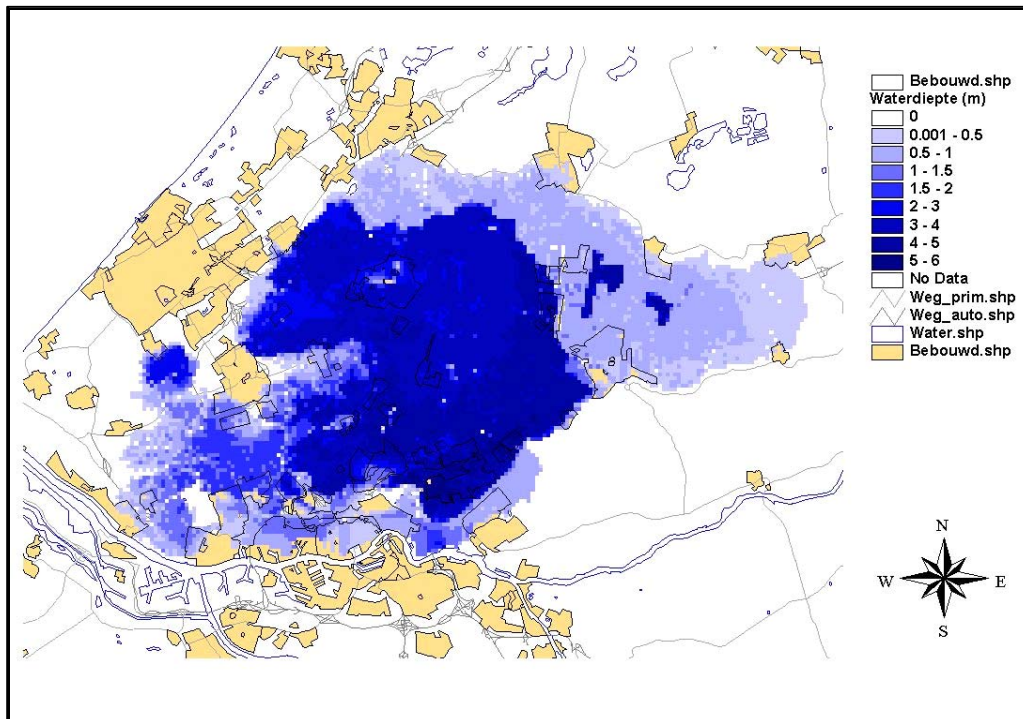 Bebouwd.shp
Waterdiepte (m)
0
0.001 - 0.5
0.5 - 1
1 - 1.5
1.5 - 2
2 - 3
3 - 4
4 - 5
5 - 6
No Data
Weg_prim.shp
Weg_auto.shp
Water.shp
Bebouwd.shp
N
W E
S